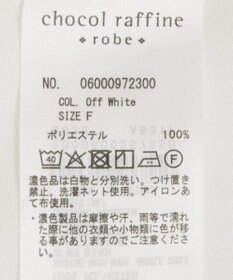 chocol raffine
robe
NO. 06000972300
COL. Off White
SIZE F
ポリエステル 100%
40 F
濃色品は白物と分別洗い。つけ置き
禁止。洗濯ネット使用。アイロンあ
て布使用。
・濃色製品は摩擦や汗、雨等で濡れ
た際に他の衣類や小物類に色が移
る事がありますのでご注意くださ
い。